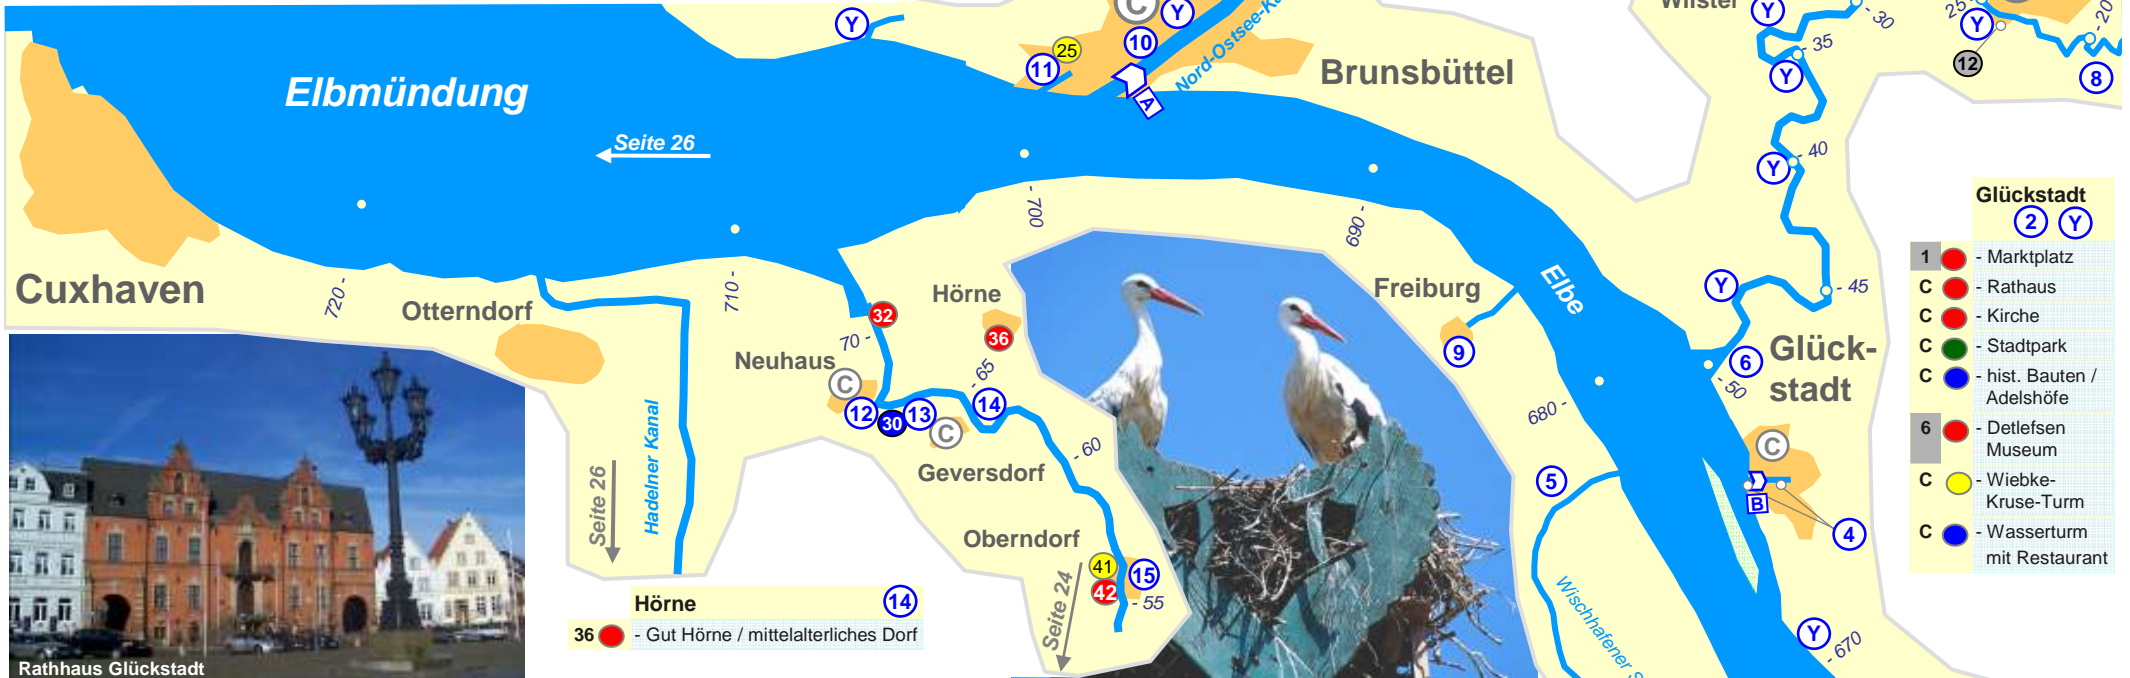 Elbmündung
Seite 26
Y
C
Y
10
11
25
A
Nord-Ostsee-Ka
Brunsbüttel
Wilster
Y
- 30
- 35
Y
Y
- 40
25 -
Y
12
- 20
8
Cuxhaven
720 -
Otterndorf
710 -
- 700
690 -
Hörne
36
32
70 -
- 65
Neuhaus
C
12
30
13
14
C
Geversdorf
- 60
Hadelner Kanal
Seite 26
Oberndorf
41
42
15
- 55
Seite 24
Freiburg
9
Elbe
680 -
5
Wischhafener S
Y
- 45
6
Glück-
stadt
- 50
C
B
4
Y
- 670
Glückstadt
2 Y
1 - Marktplatz
C - Rathaus
C - Kirche
C - Stadtpark
C - hist. Bauten /
Adelshöfe
6 - Detlefsen
Museum
C - Wiebke-
Kruse-Turm
C - Wasserturm
mit Restaurant
Hörne 14
36 - Gut Hörne / mittelalterliches Dorf
Rathhaus Glückstadt